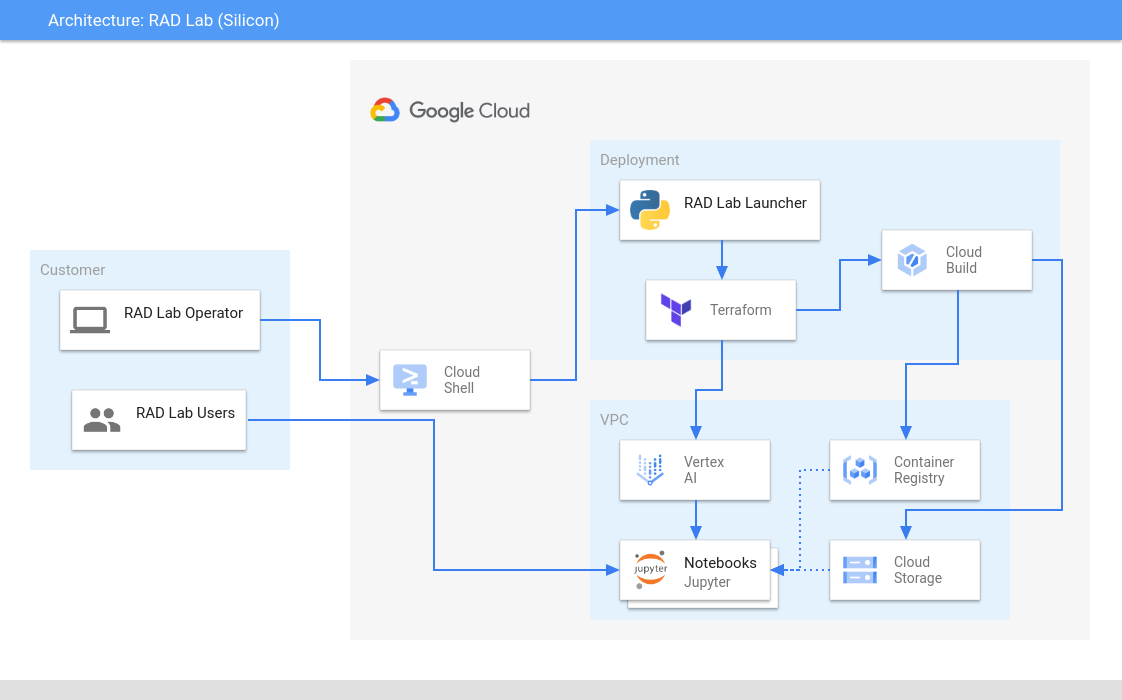 Architecture: RAD Lab (Silicon)
Google Cloud
Deployment
RAD Lab Launcher
Cloud
Build
Terraform
Customer
RAD Lab Operator
RAD Lab Users
Cloud
Shell
VPC
Vertex
AI
Container
Registry
jupyter
Notebooks
Jupyter
Cloud
Storage